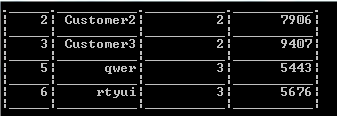 2 Customer2 2 7906
3 Customer3 2 9407
5 qwer 3 5443
6 rtyui 3 5676